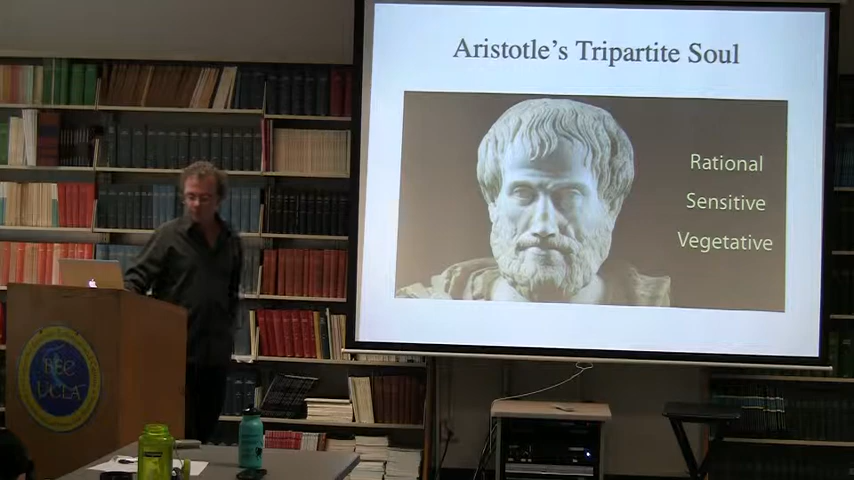 Aristotle's Tripartite Soul
Rational
Sensitive
Vegetative
UCLA